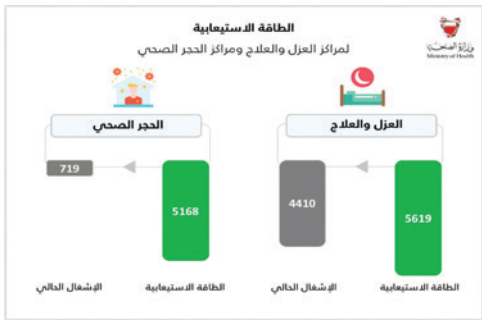 الطاقة الاستيعابية
لمراكز العزل والعلاج ومراكز الحجر الصحي
وزارة الصحة
Ministry of Health
العزل والعلاج
5619
4410
الطاقة الاستيعابية
الإشغال الحالي
الحجر الصحي
5168
719
الطاقة الاستيعابية
الإشغال الحالي